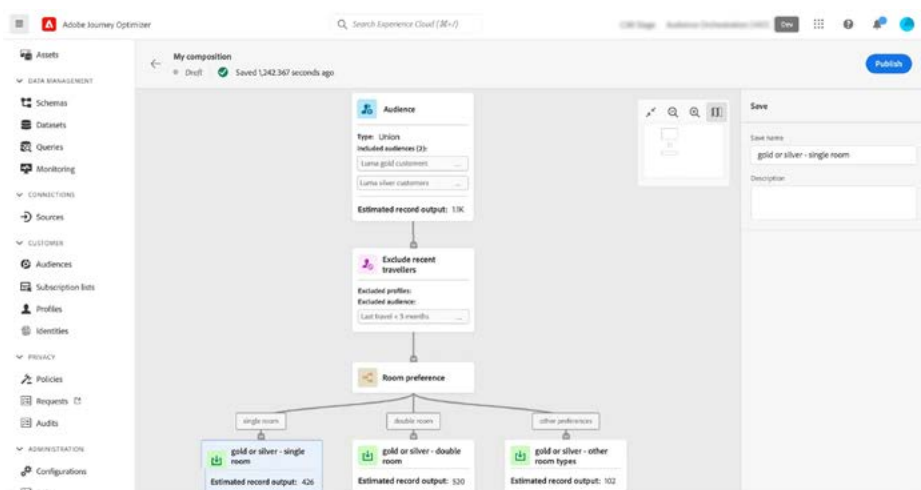 Adobe Journey Optimizer
Search Experience Cloud (⌘+/)
Dev
Assets
DATA MANAGEMENT
Schemas
Datasets
Queries
Monitoring
CONNECTIONS
Sources
CUSTOMER
Audiences
Subscription lists
Profiles
Identities
PRIVACY
Policies
Requests
Audits
ADMINISTRATION
Configurations
My composition
Draft Saved 1,242.367 seconds ago
Publish
Audience
Type: Union
Included audiences (2):
Luma gold customers ...
Luma silver customers ...
Estimated record output: 1.1K
Exclude recent
travellers
Excluded profiles:
Excluded audience:
Last travel < 3 months ...
Room preference
single room
double room
other preferences
gold or silver - single
room
Estimated record output: 426
gold or silver - double
room
Estimated record output: 520
gold or silver - other
room types
Estimated record output: 102
Save
Save name
gold or silver - single room
Description